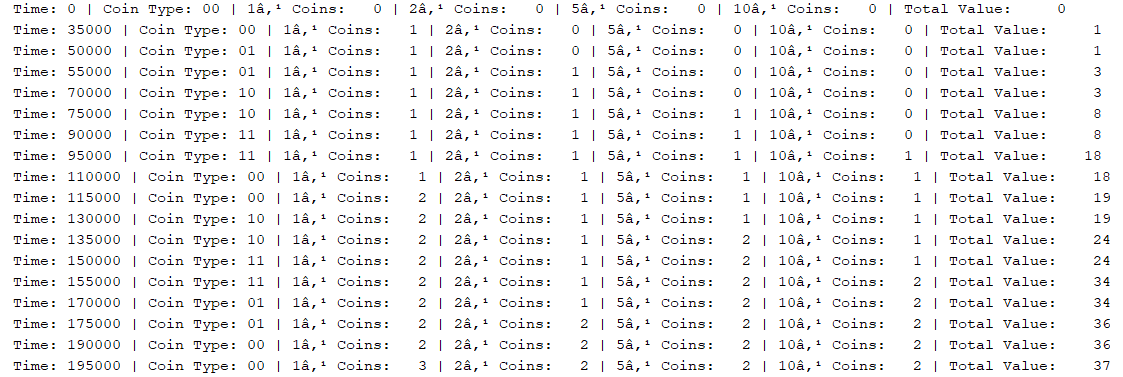 Time: 0 | Coin Type: 00 | 1â‚¹ Coins:   0 | 2â‚¹ Coins:   0 | 5â‚¹ Coins:   0 | 10â‚¹ Coins:   0 | Total Value:     0
Time: 35000 | Coin Type: 00 | 1â‚¹ Coins:   1 | 2â‚¹ Coins:   0 | 5â‚¹ Coins:   0 | 10â‚¹ Coins:   0 | Total Value:     1
Time: 50000 | Coin Type: 01 | 1â‚¹ Coins:   1 | 2â‚¹ Coins:   0 | 5â‚¹ Coins:   0 | 10â‚¹ Coins:   0 | Total Value:     1
Time: 55000 | Coin Type: 01 | 1â‚¹ Coins:   1 | 2â‚¹ Coins:   1 | 5â‚¹ Coins:   0 | 10â‚¹ Coins:   0 | Total Value:     3
Time: 70000 | Coin Type: 10 | 1â‚¹ Coins:   1 | 2â‚¹ Coins:   1 | 5â‚¹ Coins:   0 | 10â‚¹ Coins:   0 | Total Value:     3
Time: 75000 | Coin Type: 10 | 1â‚¹ Coins:   1 | 2â‚¹ Coins:   1 | 5â‚¹ Coins:   1 | 10â‚¹ Coins:   0 | Total Value:     8
Time: 90000 | Coin Type: 11 | 1â‚¹ Coins:   1 | 2â‚¹ Coins:   1 | 5â‚¹ Coins:   1 | 10â‚¹ Coins:   0 | Total Value:     8
Time: 95000 | Coin Type: 11 | 1â‚¹ Coins:   1 | 2â‚¹ Coins:   1 | 5â‚¹ Coins:   1 | 10â‚¹ Coins:   1 | Total Value:    18
Time: 110000 | Coin Type: 00 | 1â‚¹ Coins:   1 | 2â‚¹ Coins:   1 | 5â‚¹ Coins:   1 | 10â‚¹ Coins:   1 | Total Value:    18
Time: 115000 | Coin Type: 00 | 1â‚¹ Coins:   2 | 2â‚¹ Coins:   1 | 5â‚¹ Coins:   1 | 10â‚¹ Coins:   1 | Total Value:    19
Time: 130000 | Coin Type: 10 | 1â‚¹ Coins:   2 | 2â‚¹ Coins:   1 | 5â‚¹ Coins:   1 | 10â‚¹ Coins:   1 | Total Value:    19
Time: 135000 | Coin Type: 10 | 1â‚¹ Coins:   2 | 2â‚¹ Coins:   1 | 5â‚¹ Coins:   2 | 10â‚¹ Coins:   1 | Total Value:    24
Time: 150000 | Coin Type: 11 | 1â‚¹ Coins:   2 | 2â‚¹ Coins:   1 | 5â‚¹ Coins:   2 | 10â‚¹ Coins:   1 | Total Value:    24
Time: 155000 | Coin Type: 11 | 1â‚¹ Coins:   2 | 2â‚¹ Coins:   1 | 5â‚¹ Coins:   2 | 10â‚¹ Coins:   2 | Total Value:    34
Time: 170000 | Coin Type: 01 | 1â‚¹ Coins:   2 | 2â‚¹ Coins:   1 | 5â‚¹ Coins:   2 | 10â‚¹ Coins:   2 | Total Value:    34
Time: 175000 | Coin Type: 01 | 1â‚¹ Coins:   2 | 2â‚¹ Coins:   2 | 5â‚¹ Coins:   2 | 10â‚¹ Coins:   2 | Total Value:    36
Time: 190000 | Coin Type: 00 | 1â‚¹ Coins:   2 | 2â‚¹ Coins:   2 | 5â‚¹ Coins:   2 | 10â‚¹ Coins:   2 | Total Value:    36
Time: 195000 | Coin Type: 00 | 1â‚¹ Coins:   3 | 2â‚¹ Coins:   2 | 5â‚¹ Coins:   2 | 10â‚¹ Coins:   2 | Total Value:    37